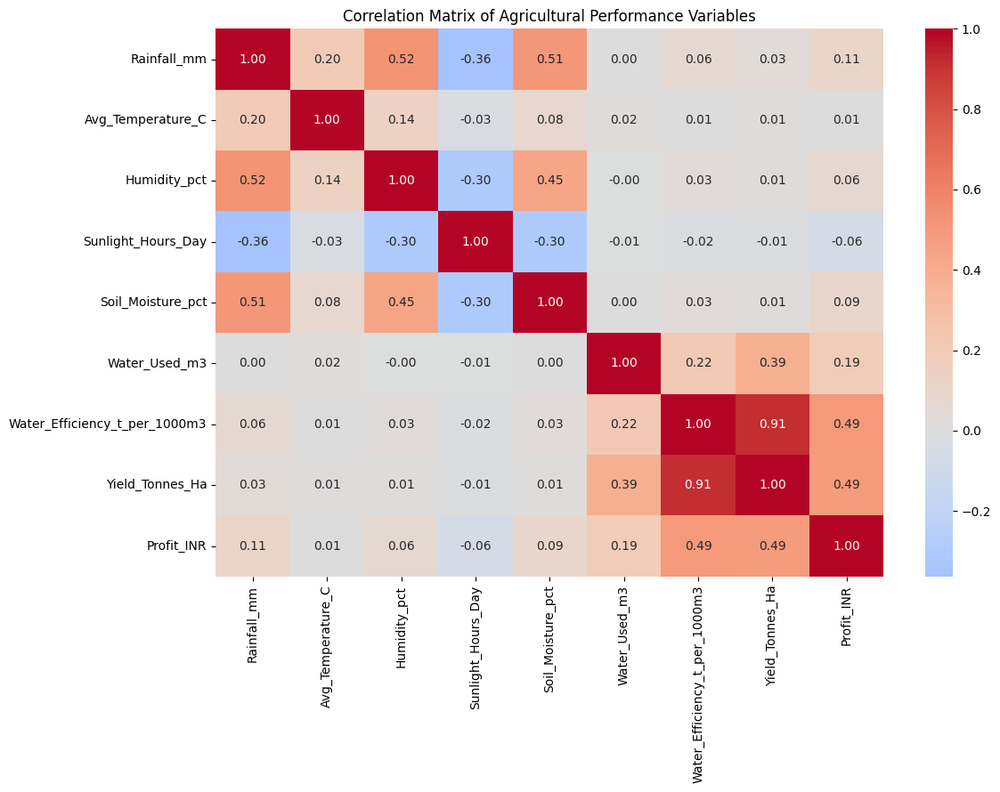 Correlation Matrix of Agricultural Performance Variables
Rainfall_mm 1.00 0.20 0.52 -0.36 0.51 0.00 0.06 0.03 0.11
Avg_Temperature_C 0.20 1.00 0.14 -0.03 0.08 0.02 0.01 0.01 0.01
Humidity_pct 0.52 0.14 1.00 -0.30 0.45 -0.00 0.03 0.01 0.06
Sunlight_Hours_Day -0.36 -0.03 -0.30 1.00 -0.30 -0.01 -0.02 -0.01 -0.06
Soil_Moisture_pct 0.51 0.08 0.45 -0.30 1.00 0.00 0.03 0.01 0.09
Water_Used_m3 0.00 0.02 -0.00 -0.01 0.00 1.00 0.22 0.39 0.19
Water_Efficiency_t_per_1000m3 0.06 0.01 0.03 -0.02 0.03 0.22 1.00 0.91 0.49
Yield_Tonnes_Ha 0.03 0.01 0.01 -0.01 0.01 0.39 0.91 1.00 0.49
Profit_INR 0.11 0.01 0.06 -0.06 0.09 0.19 0.49 0.49 1.00
Rainfall_mm
Avg_Temperature_C
Humidity_pct
Sunlight_Hours_Day
Soil_Moisture_pct
Water_Used_m3
Water_Efficiency_t_per_1000m3
Yield_Tonnes_Ha
Profit_INR
1.0
0.8
0.6
0.4
0.2
0.0
−0.2